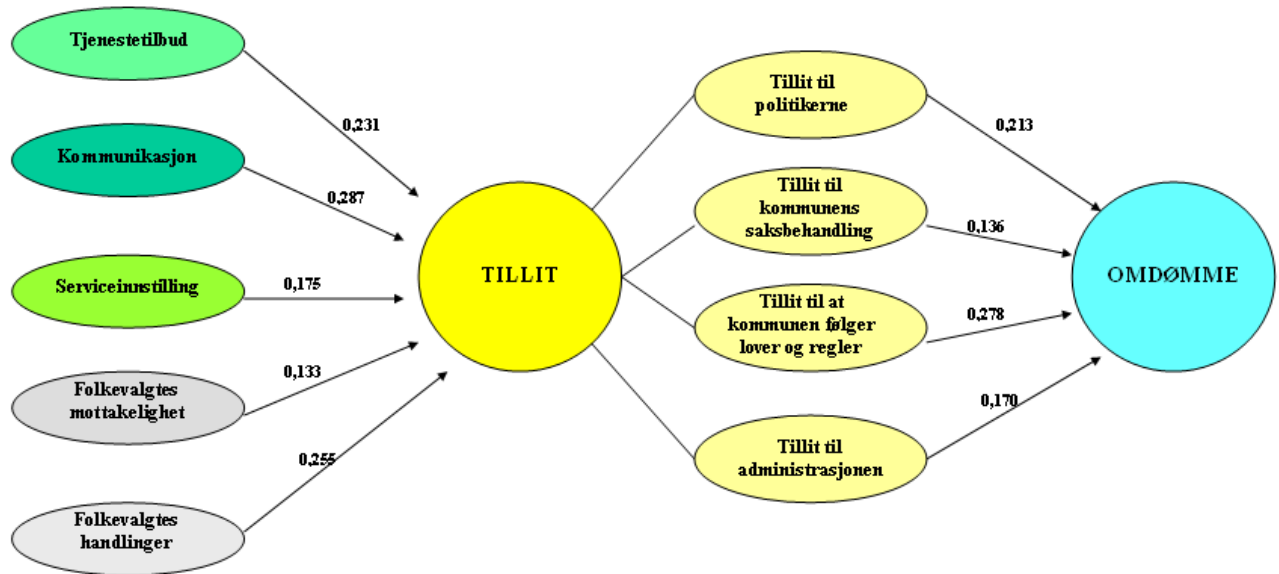 Tjenestetilbud
0,231
Kommunikasjon
0,287
Serviceinnstilling
0,175
Folkevalgtes
mottakelighet
0,133
Folkevalgtes
handlinger
0,255
TILLIT
Tillit til
politikerne
0,213
Tillit til
kommunens
saksbehandling
0,136
Tillit til at
kommunen følger
lover og regler
0,278
Tillit til
administrasjonen
0,170
OMDØMME